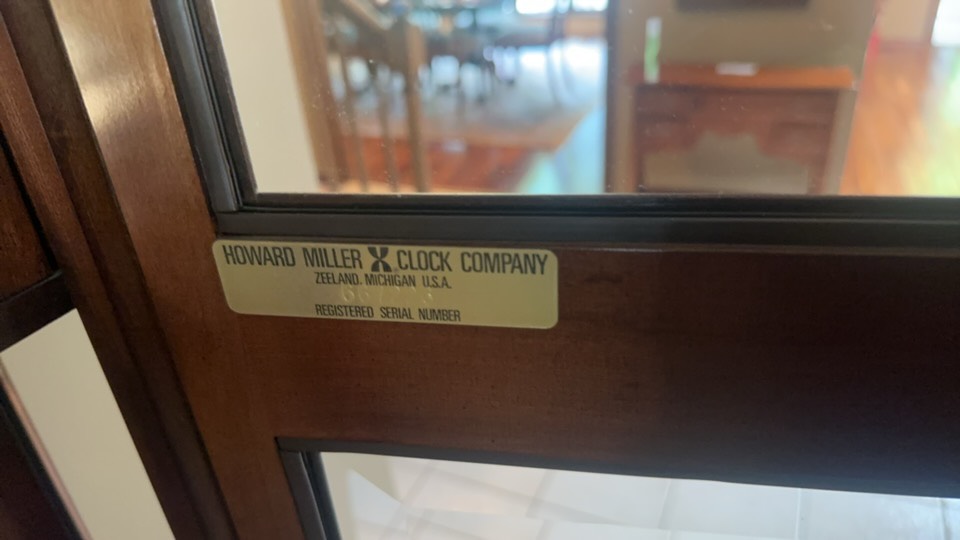 HOWARD MILLER CLOCK COMPANY
ZEELAND, MICHIGAN U.S.A.
REGISTERED SERIAL NUMBER